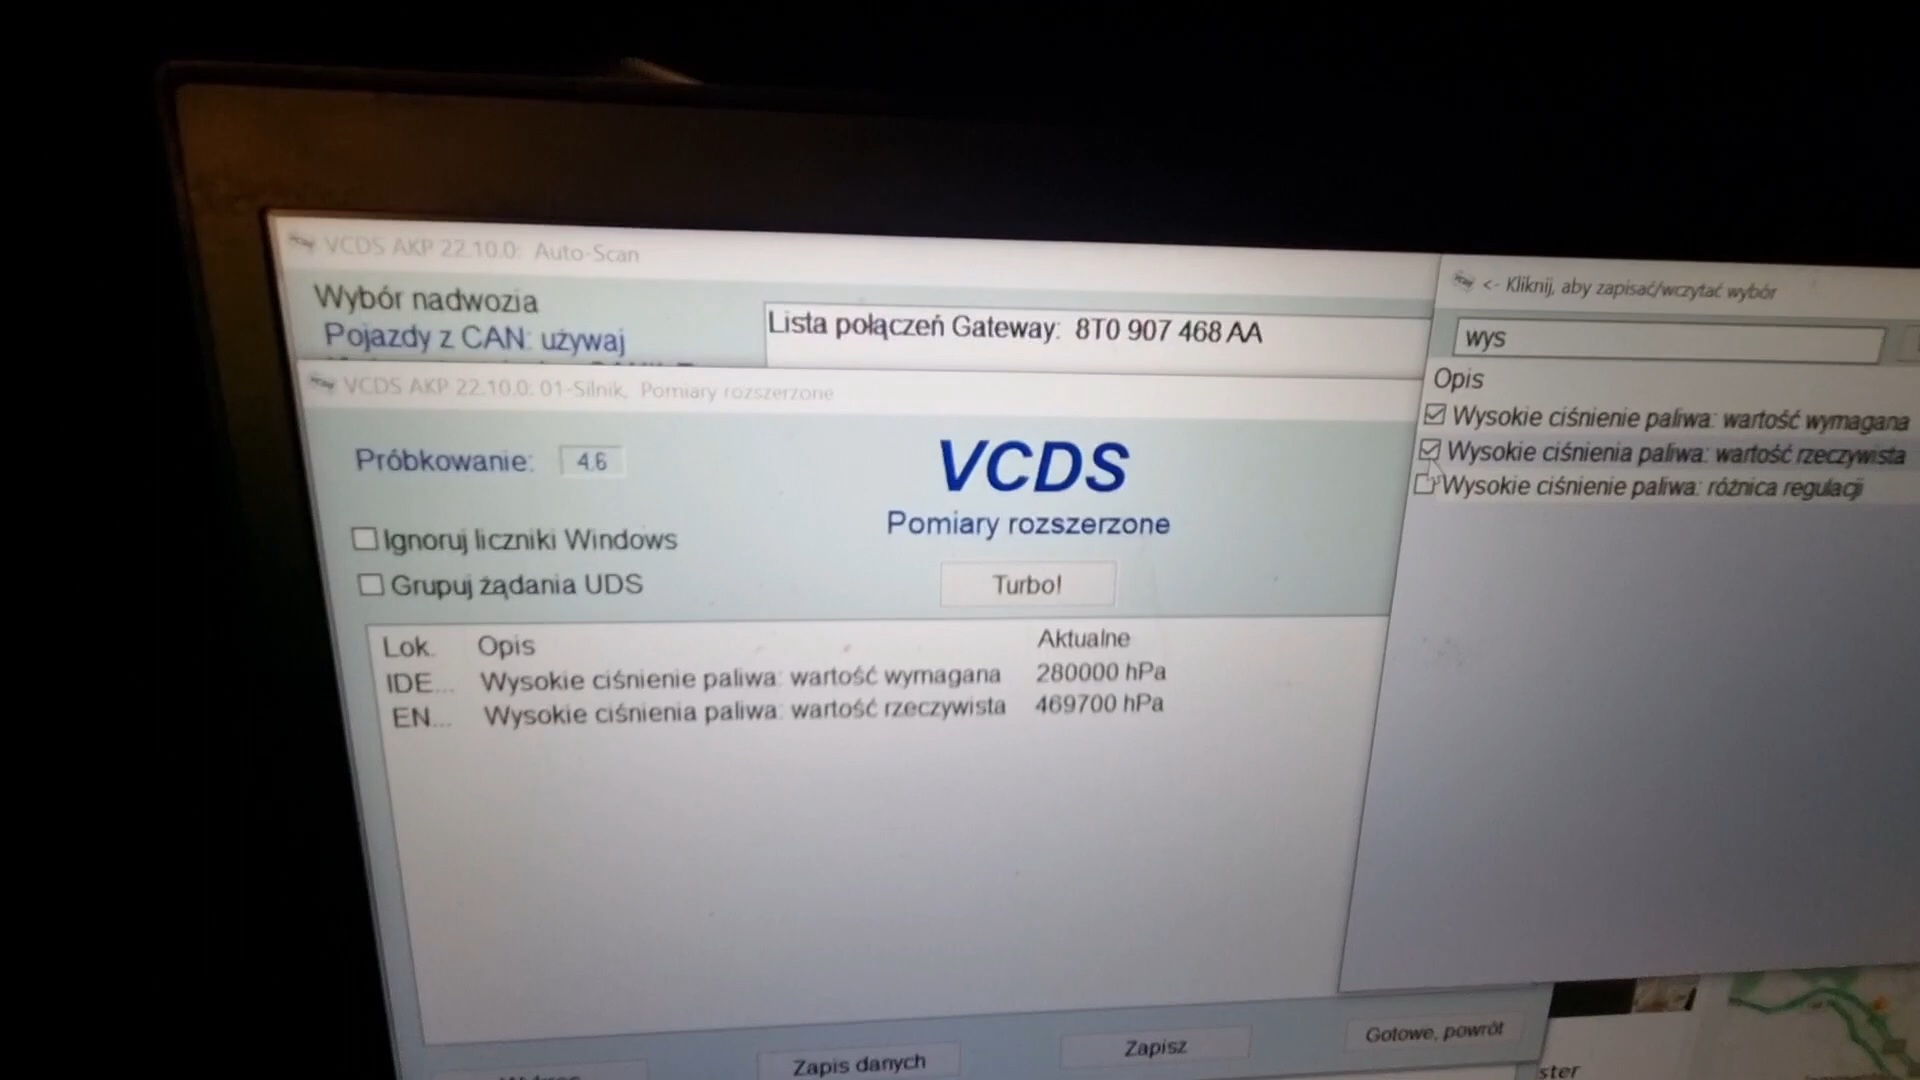 VCDS AKP 22.10.0: Auto-Scan
Wybór nadwozia
Pojazdy z CAN: używaj
Lista połączeń Gateway: 8T0 907 468 AA
VCDS AKP 22.10.0: 01-Silnik, Pomiary rozszerzone
Próbkowanie: 4.6
VCDS
Pomiary rozszerzone
Ignoruj liczniki Windows
Grupuj żądania UDS
Turbo!
Lok. Opis Aktualne
IDE... Wysokie ciśnienie paliwa: wartość wymagana 280000 hPa
EN... Wysokie ciśnienia paliwa: wartość rzeczywista 469700 hPa
Zapis danych
Zapisz
Gotowe, powrót
<- Kliknij, aby zapisać/wczytać wybór
wys
Opis
Wysokie ciśnienie paliwa: wartość wymagana
Wysokie ciśnienia paliwa: wartość rzeczywista
Wysokie ciśnienie paliwa: różnica regulacji
ster